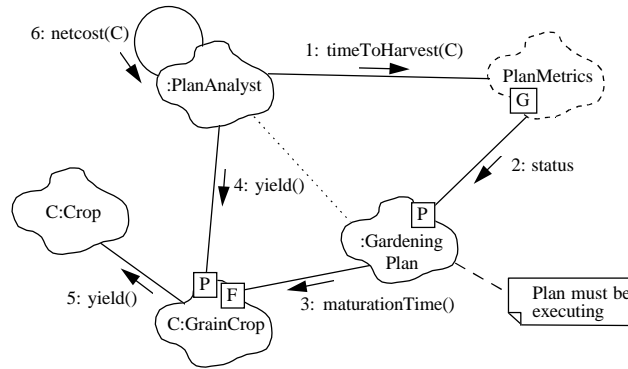 6: netcost(C)
1: timeToHarvest(C)
:PlanAnalyst
PlanMetrics
G
2: status
4: yield()
P
C:Crop
:Gardening
Plan
P
F
5: yield()
3: maturationTime()
C:GrainCrop
Plan must be
executing